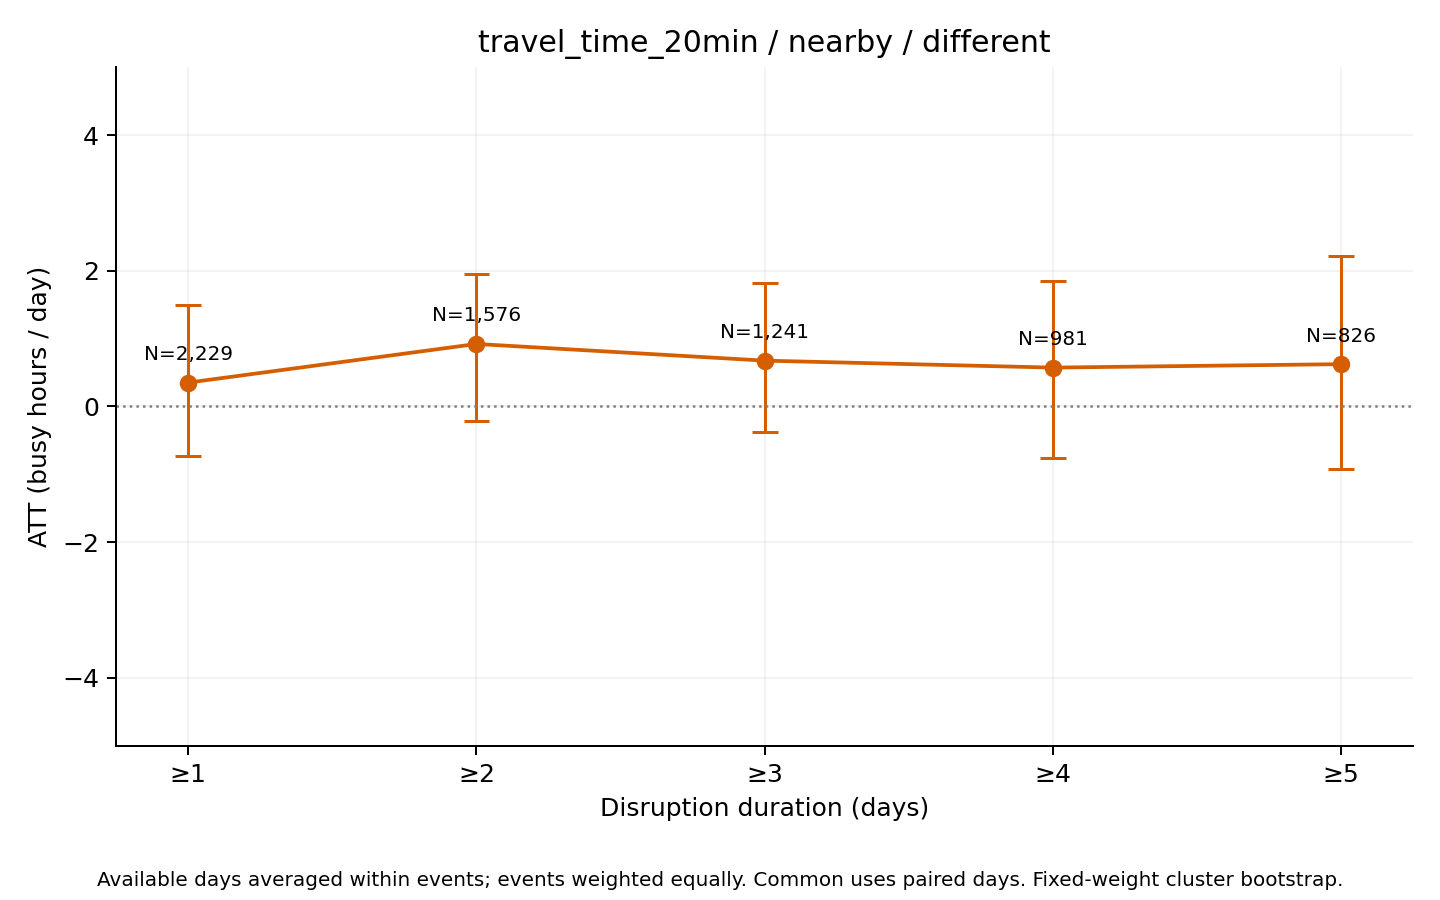 travel_time_20min / nearby / different
ATT (busy hours / day)
4
2
0
−2
−4
N=2,229
N=1,576
N=1,241
N=981
N=826
≥1
≥2
≥3
≥4
≥5
Disruption duration (days)
Available days averaged within events; events weighted equally. Common uses paired days. Fixed-weight cluster bootstrap.